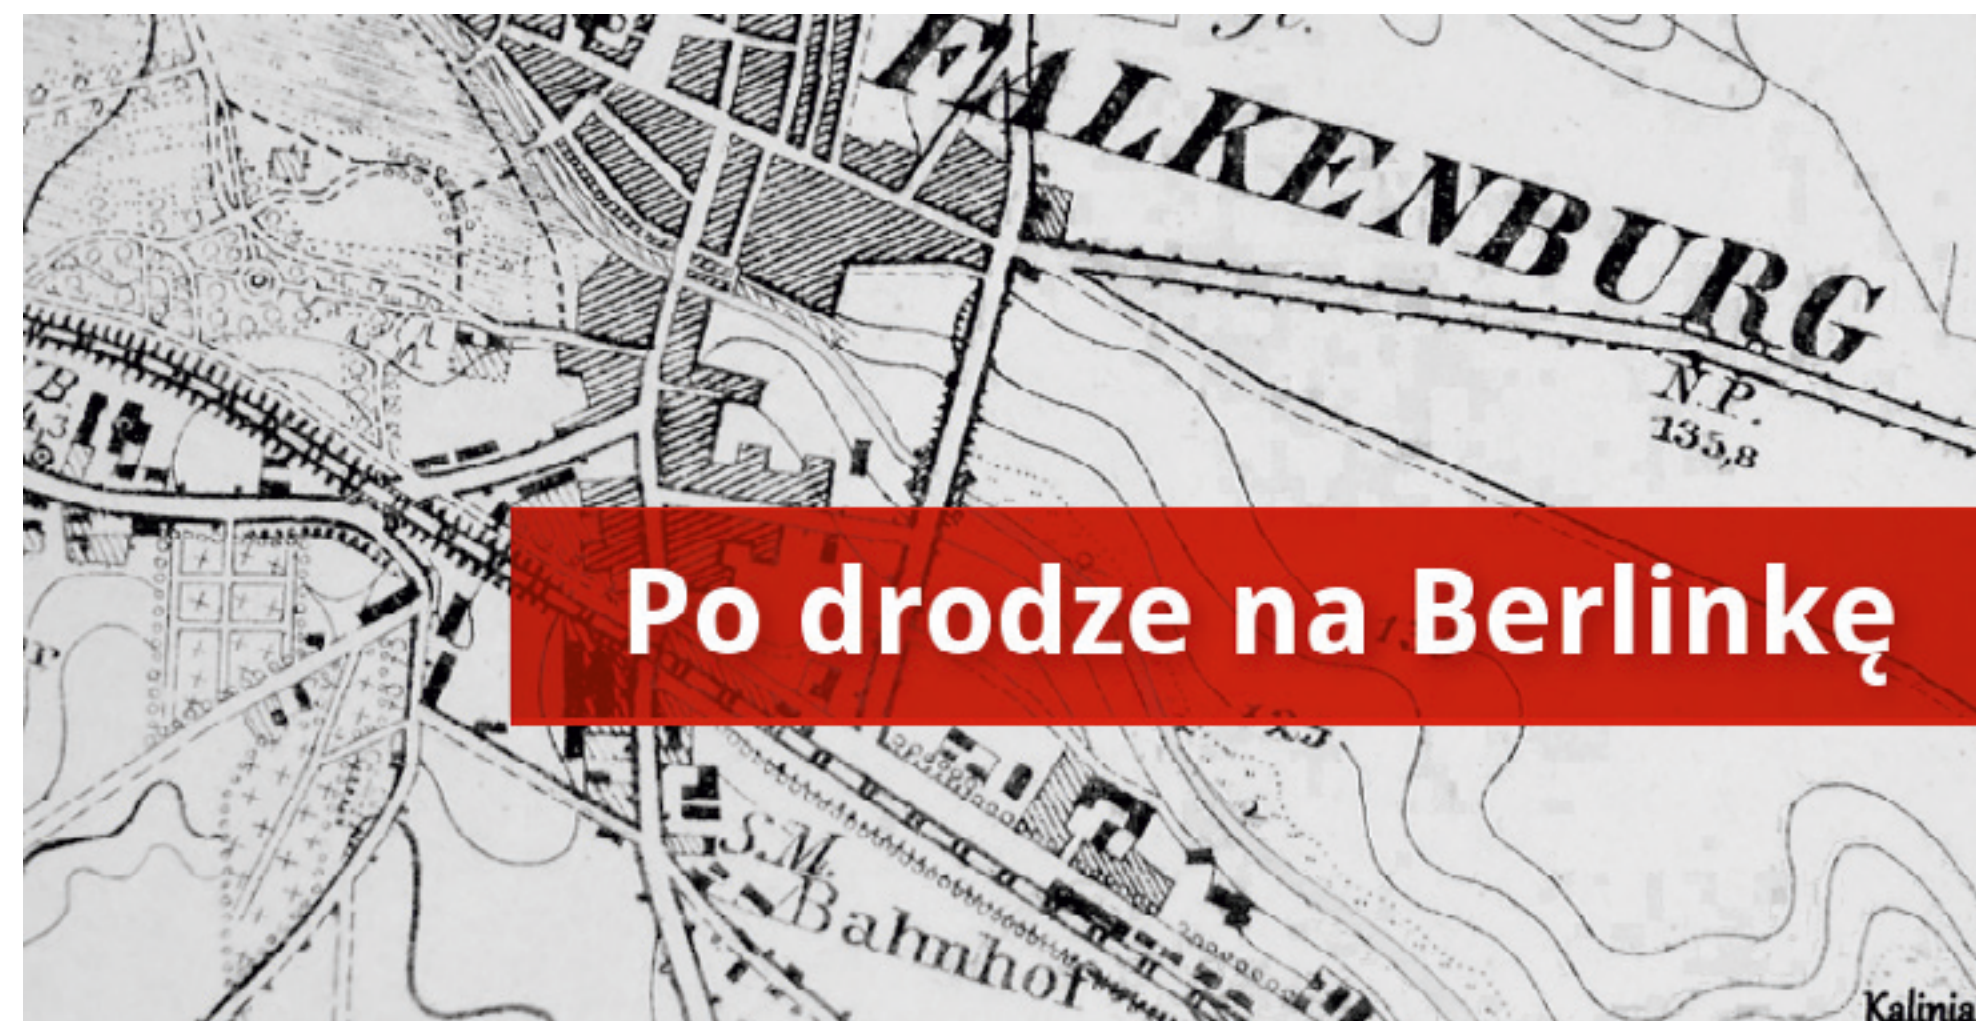 FALKENBURG
B
N.P.
135,8
Po drodze na Berlinkę
S.M.
Bahnhof
Kalinia